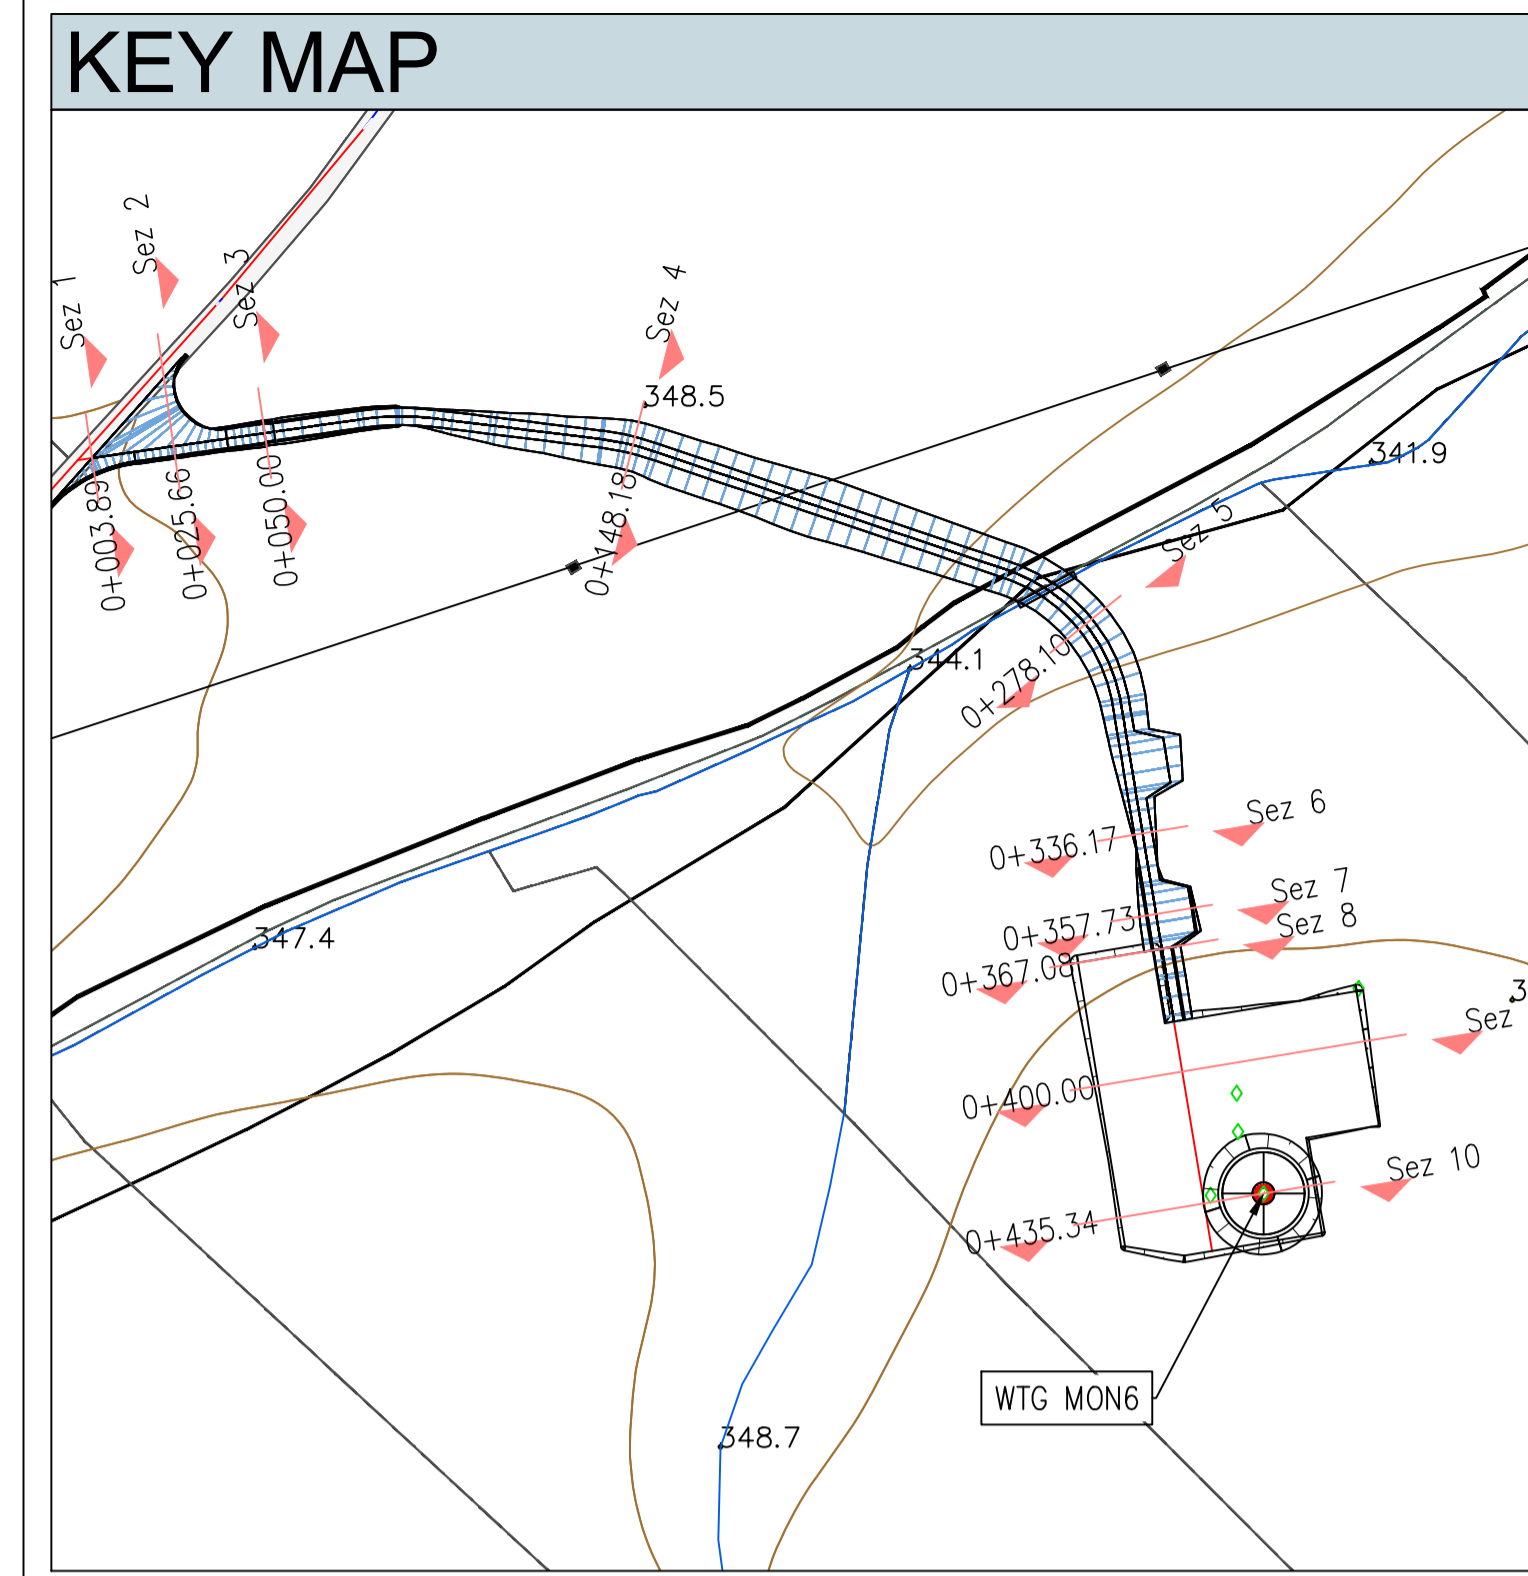 KEY MAP
Sez 1
Sez 2
Sez 3
Sez 4
348.5
0+003.89
0+025.66
0+050.00
0+148.18
341.9
Sez 5
344.1
0+278.10
Sez 6
0+336.17
Sez 7
0+357.73
Sez 8
0+367.08
347.4
3
Sez
0+400.00
Sez 10
0+435.34
WTG MON6
348.7